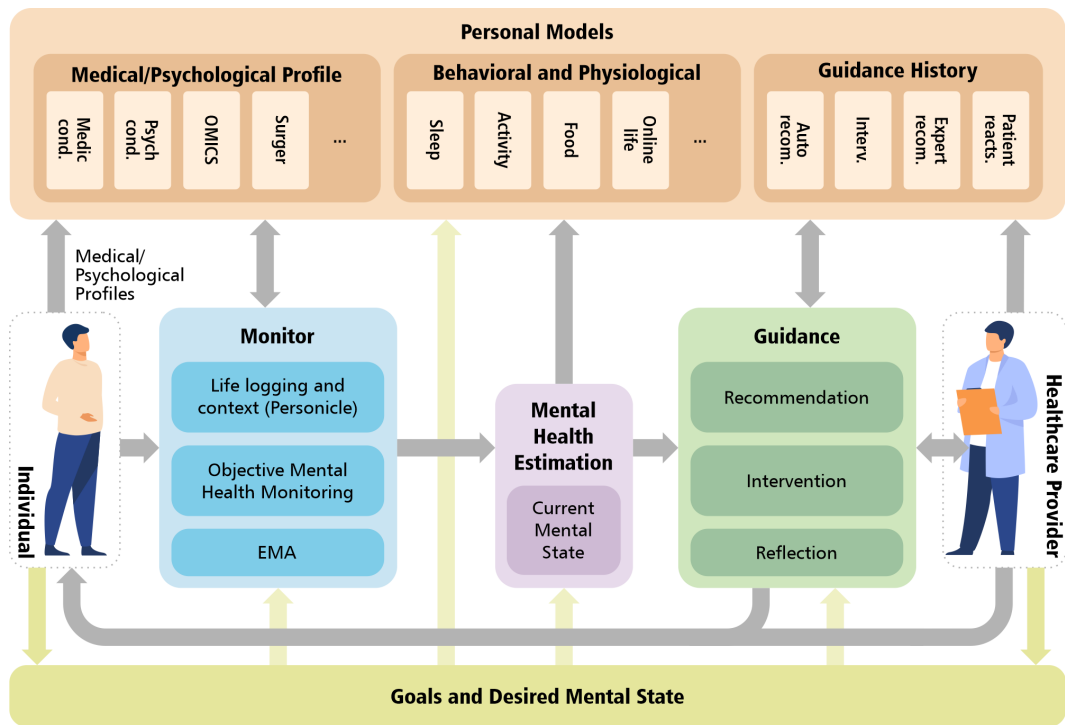 Personal Models
Medical/Psychological Profile
Medic
cond.
Psych
cond.
OMICS
Surger
...
Behavioral and Physiological
Sleep
Activity
Food
Online
life
...
Guidance History
Auto
recom.
Interv.
Expert
recom.
Patient
reacts.
Medical/
Psychological
Profiles
Individual
Monitor
Life logging and
context (Personicle)
Objective Mental
Health Monitoring
EMA
Mental
Health
Estimation
Current
Mental
State
Guidance
Recommendation
Intervention
Reflection
Healthcare Provider
Goals and Desired Mental State